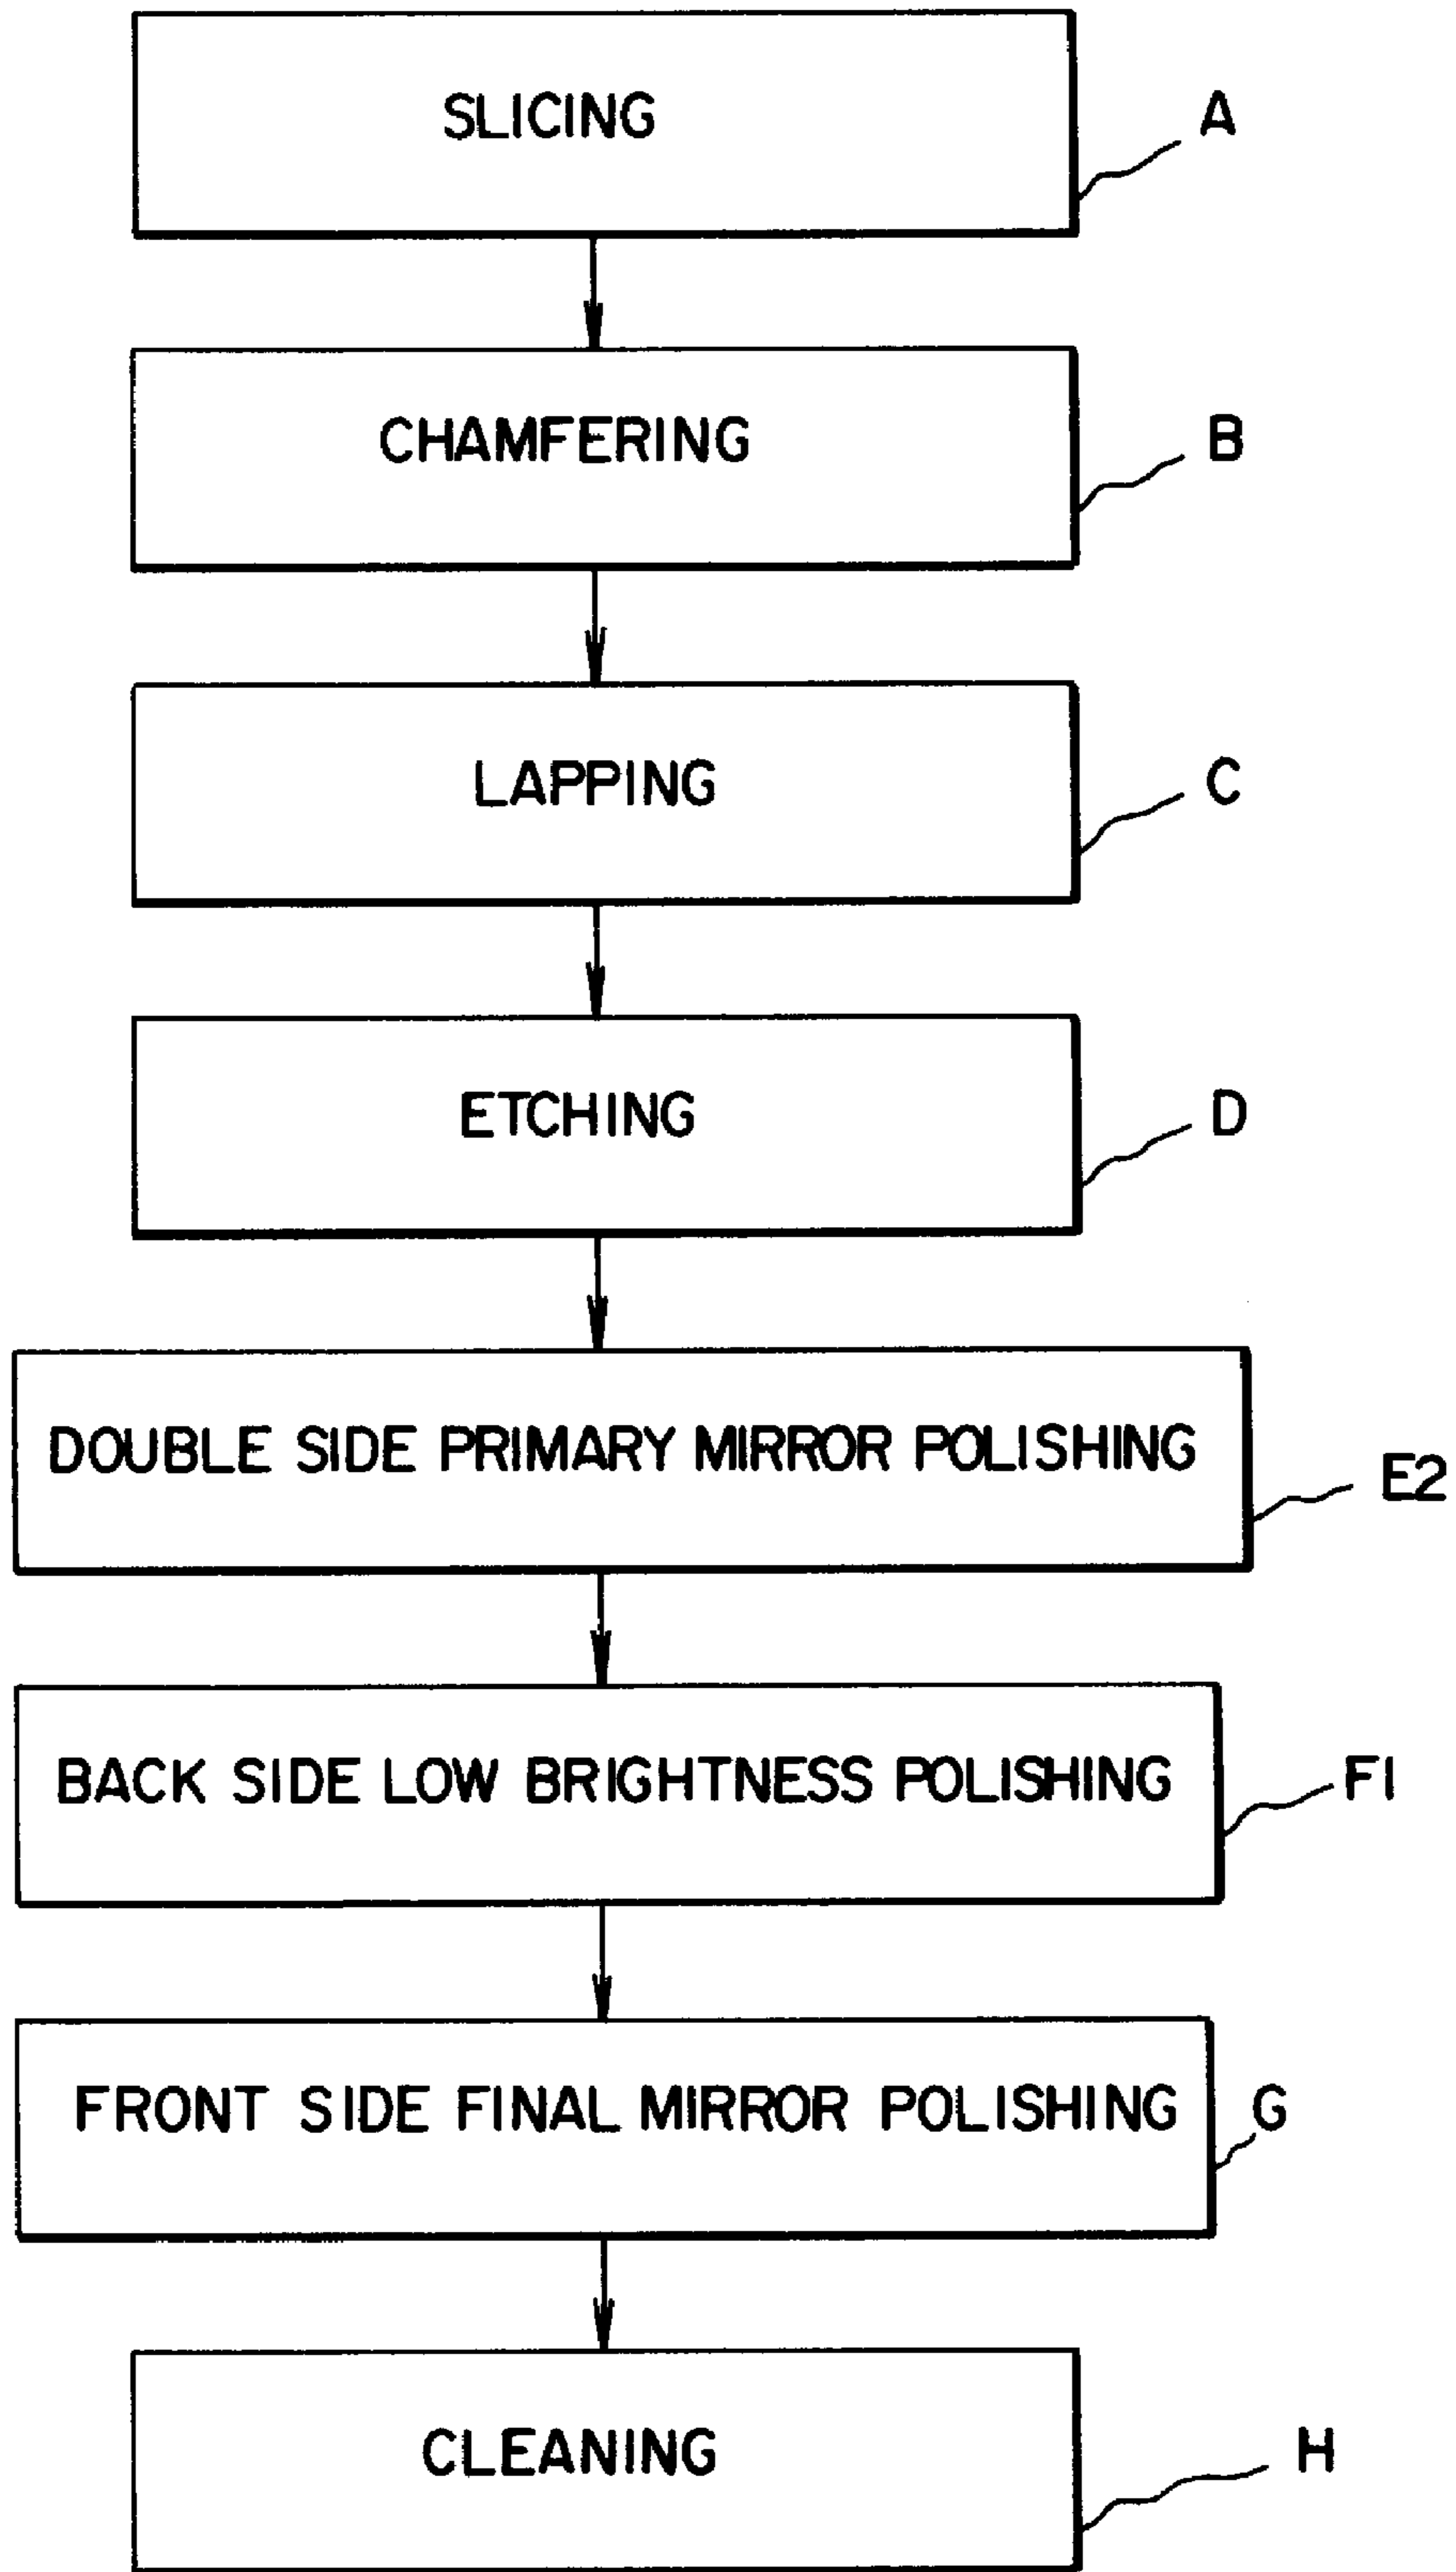 SLICING
A
CHAMFERING
B
LAPPING
C
ETCHING
D
DOUBLE SIDE PRIMARY MIRROR POLISHING
E2
BACK SIDE LOW BRIGHTNESS POLISHING
F1
FRONT SIDE FINAL MIRROR POLISHING
G
CLEANING
H